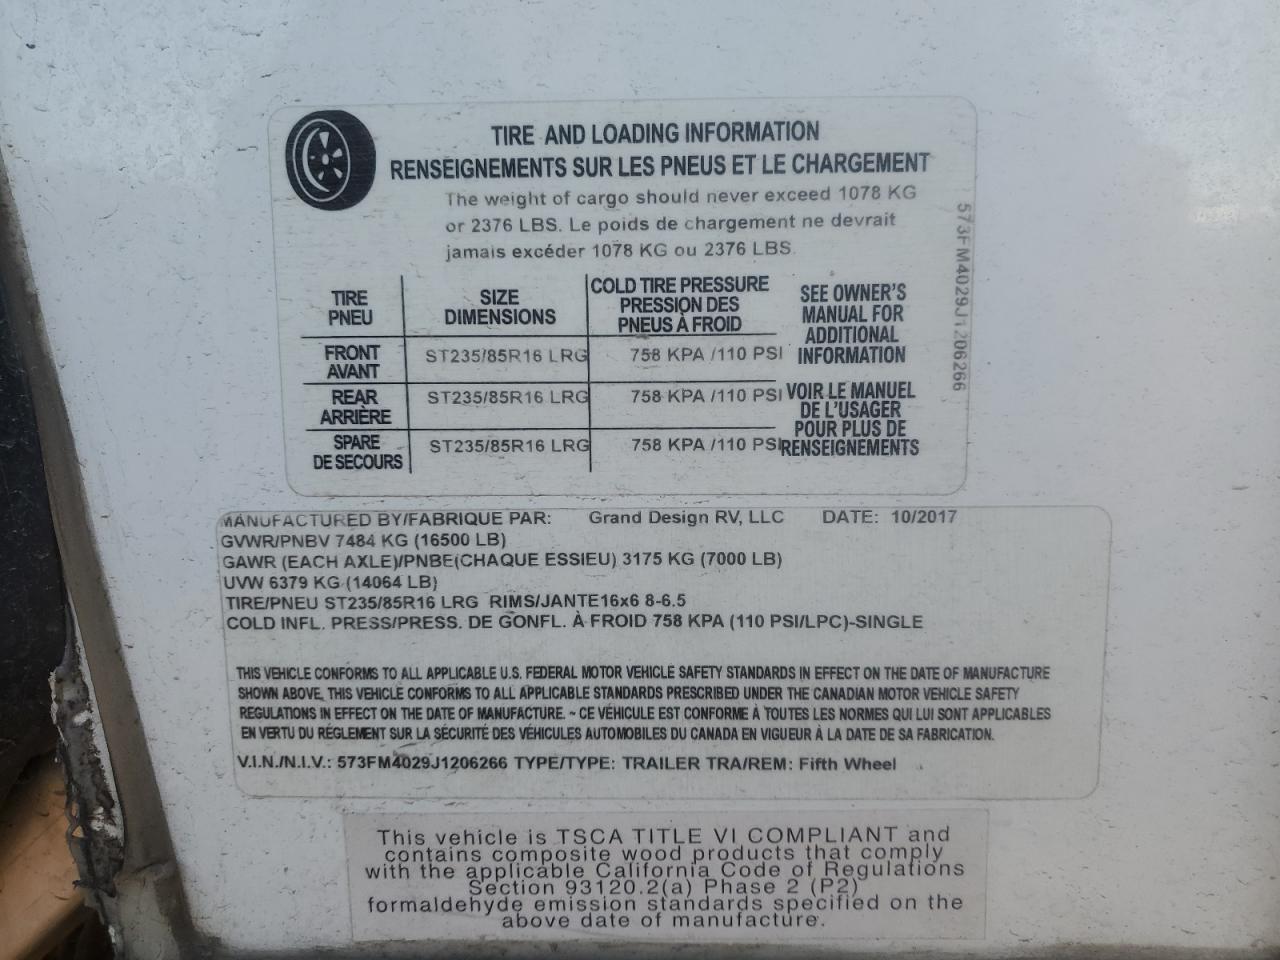 TIRE AND LOADING INFORMATION
RENSEIGNEMENTS SUR LES PNEUS ET LE CHARGEMENT
The weight of cargo should never exceed 1078 KG
or 2376 LBS. Le poids de chargement ne devrait
jamais excéder 1078 KG ou 2376 LBS.
573FM4029J1206266
TIRE
PNEU
SIZE
DIMENSIONS
COLD TIRE PRESSURE
PRESSION DES
PNEUS À FROID
SEE OWNER'S
MANUAL FOR
ADDITIONAL
INFORMATION
FRONT
AVANT
ST235/85R16 LRG
758 KPA /110 PSI
REAR
ARRIÈRE
ST235/85R16 LRG
758 KPA /110 PSI
VOIR LE MANUEL
DE L'USAGER
POUR PLUS DE
RENSEIGNEMENTS
SPARE
DE SECOURS
ST235/85R16 LRG
758 KPA /110 PSI
MANUFACTURED BY/FABRIQUE PAR: Grand Design RV, LLC DATE: 10/2017
GVWR/PNBV 7484 KG (16500 LB)
GAWR (EACH AXLE)/PNBE(CHAQUE ESSIEU) 3175 KG (7000 LB)
UVW 6379 KG (14064 LB)
TIRE/PNEU ST235/85R16 LRG RIMS/JANTE16x6 8-6.5
COLD INFL. PRESS/PRESS. DE GONFL. À FROID 758 KPA (110 PSI/LPC)-SINGLE
THIS VEHICLE CONFORMS TO ALL APPLICABLE U.S. FEDERAL MOTOR VEHICLE SAFETY STANDARDS IN EFFECT ON THE DATE OF MANUFACTURE
SHOWN ABOVE, THIS VEHICLE CONFORMS TO ALL APPLICABLE STANDARDS PRESCRIBED UNDER THE CANADIAN MOTOR VEHICLE SAFETY
REGULATIONS IN EFFECT ON THE DATE OF MANUFACTURE. ~ CE VÉHICULE EST CONFORME À TOUTES LES NORMES QUI LUI SONT APPLICABLES
EN VERTU DU RÉGLEMENT SUR LA SÉCURITÉ DES VÉHICULES AUTOMOBILES DU CANADA EN VIGUEUR À LA DATE DE SA FABRICATION.
V.I.N./N.I.V.: 573FM4029J1206266 TYPE/TYPE: TRAILER TRA/REM: Fifth Wheel
This vehicle is TSCA TITLE VI COMPLIANT and
contains composite wood products that comply
with the applicable California Code of Regulations
Section 93120.2(a) Phase 2 (P2)
formaldehyde emission standards specified on the
above date of manufacture.